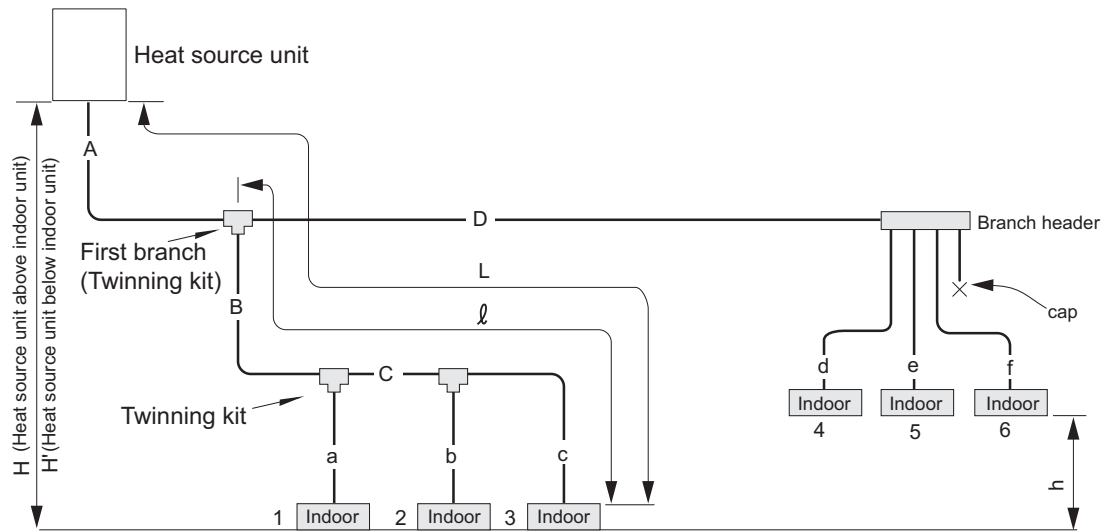 Heat source unit
A
H (Heat source unit above indoor unit)
H' (Heat source unit below indoor unit)
First branch
(Twinning kit)
D
Branch header
L
B
ℓ
cap
C
d
e
f
Twinning kit
Indoor
Indoor
Indoor
4
5
6
a
b
c
h
1
Indoor
2
Indoor
3
Indoor